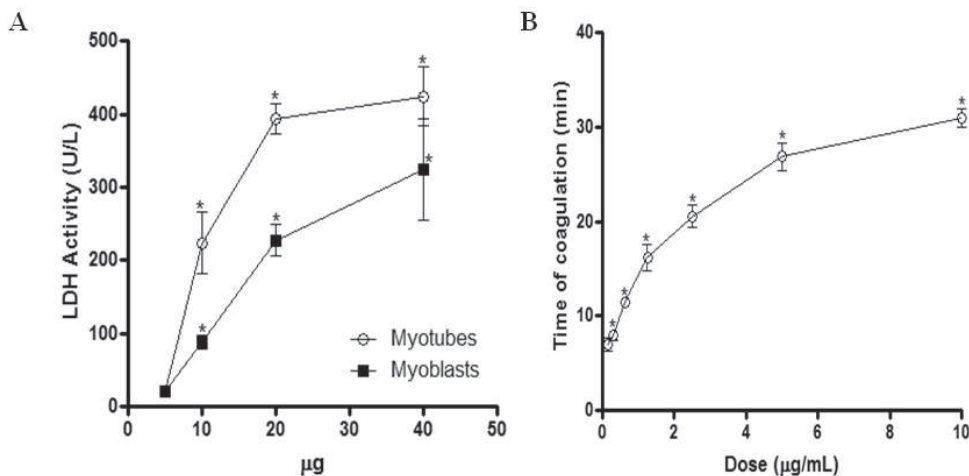 A
500
400
300
200
100
0
LDH Activity (U/L)
* * *
* * *
Myotubes
Myoblasts
0 10 20 30 40 50
µg
B
40
30
20
10
0
Time of coagulation (min)
* * * * * *
0 2 4 6 8 10
Dose (µg/mL)